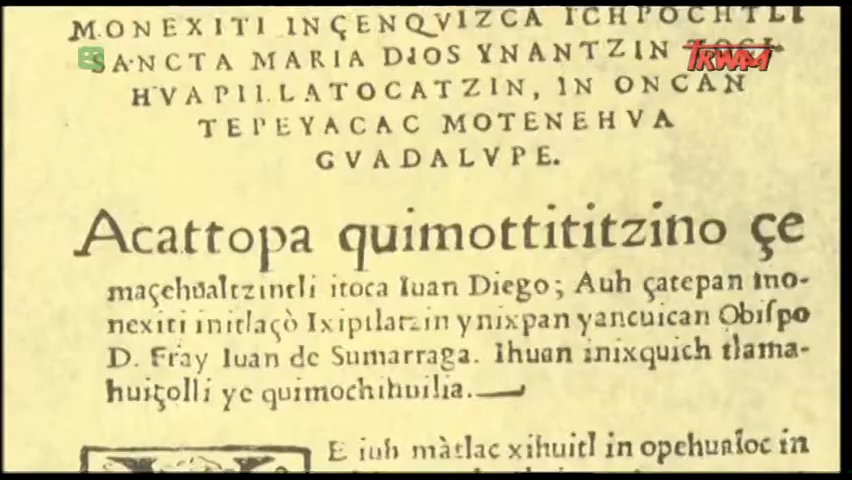 MONEXITI INÇENQVIZCA ICHPOCHTLI
SANCTA MARIA DIOS YNANTZIN
TRWAM
HVAPILLATOCATZIN, IN ONCAN
TEPEYACAC MOTENEHVA
GVADALVPE.
Acattopa quimottititzino çe
maçehualtzintli itoca Iuan Diego; Auh çatepan mo-
nexiti initlaçò Ixiptlatzin ynixpan yancuican Obiſpo
D. Fray Iuan de Sumarraga. Ihuan inixquich tlama-
huiçolli ye quimochihuilia.
E iuh màtlac xihuitl in opehualoc in